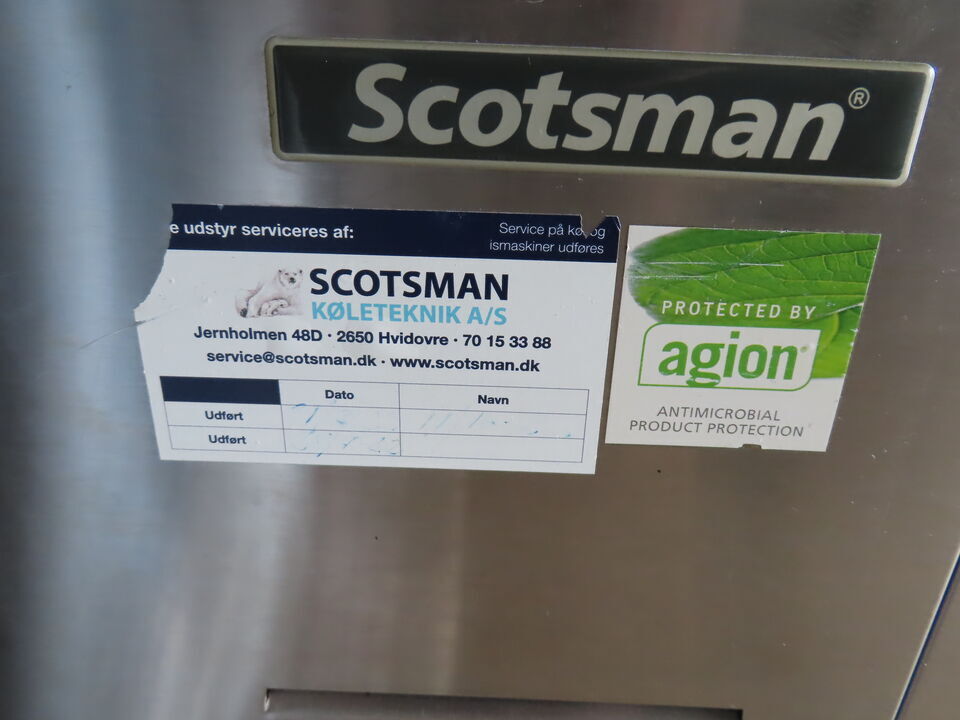 Scotsman®
e udstyr serviceres af:
Service på køl og
ismaskiner udføres
SCOTSMAN
KØLETEKNIK A/S
Jernholmen 48D · 2650 Hvidovre · 70 15 33 88
service@scotsman.dk · www.scotsman.dk
Dato Navn
Udført
Udført
PROTECTED BY
agion®
ANTIMICROBIAL
PRODUCT PROTECTION